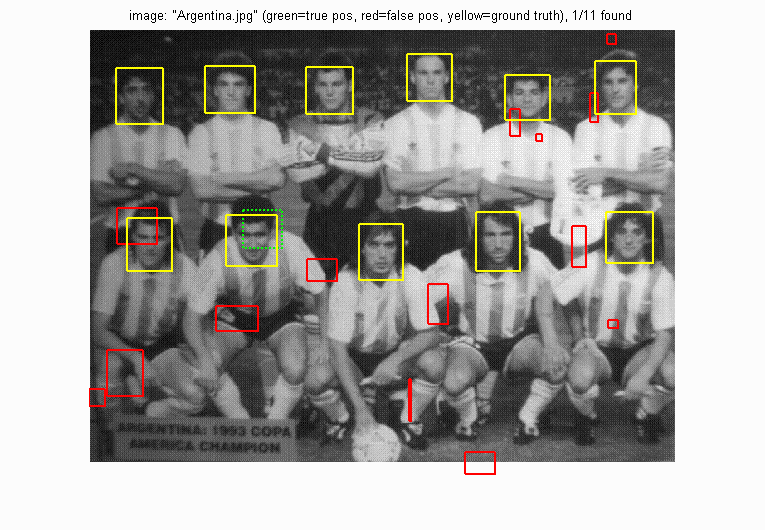 image: "Argentina.jpg" (green=true pos, red=false pos, yellow=ground truth), 1/11 found
ARGENTINA: 1993 COPA
AMERICA CHAMPION